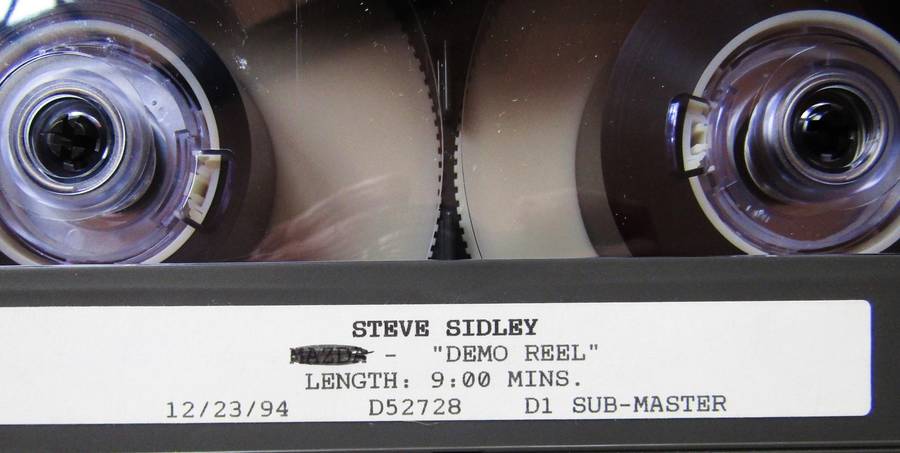 STEVE SIDLEY
MAZDA - "DEMO REEL"
LENGTH: 9:00 MINS.
12/23/94 D52728 D1 SUB-MASTER